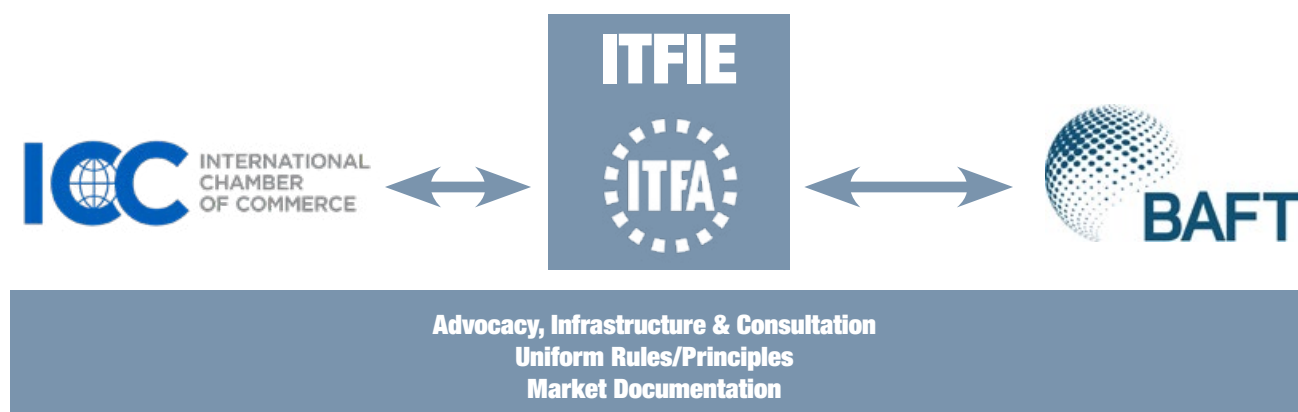 ITFIE
ICC
INTERNATIONAL
CHAMBER
OF COMMERCE
ITFA
BAFT
Advocacy, Infrastructure & Consultation
Uniform Rules/Principles
Market Documentation